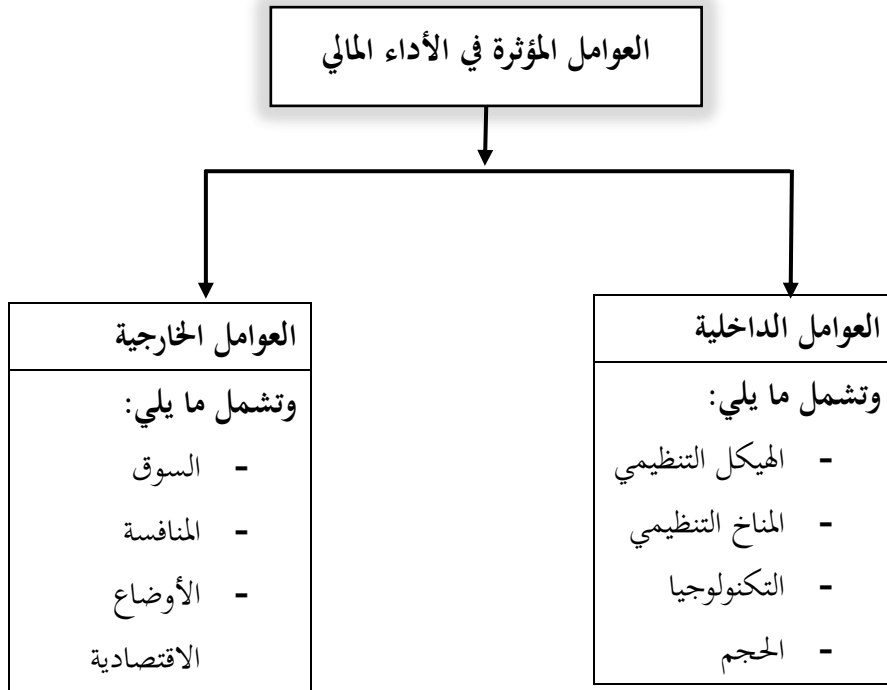 العوامل المؤثرة في الأداء المالي
العوامل الداخلية
وتشمل ما يلي:
- الهيكل التنظيمي
- المناخ التنظيمي
- التكنولوجيا
- الحجم
العوامل الخارجية
وتشمل ما يلي:
- السوق
- المنافسة
- الأوضاع
الاقتصادية